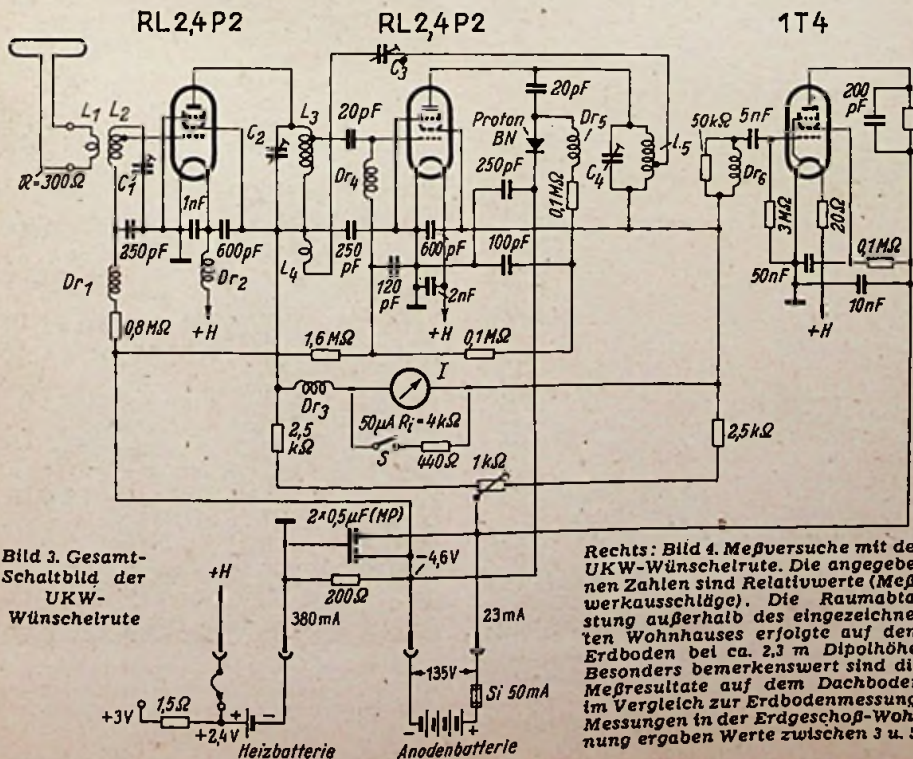 RL2,4P2
RL2,4P2
1T4
L1
L2
C1
R=300Ω
250pF
1nF
600pF
Dr1
Dr2
0,8MΩ
+H
C2
L3
L4
20pF
Dr4
C3
250
pF
120
pF
600pF
2nF
+H
20pF
Proton
BN
250pF
100pF
Dr5
0,1MΩ
C4
L5
50kΩ
5nF
Dr6
3MΩ
20Ω
200
pF
0,1MΩ
50nF
10nF
+H
1,6MΩ
0,1MΩ
Dr3
I
50µA Ri=4kΩ
S
440Ω
2,5
kΩ
1kΩ
2,5kΩ
2×0,5µF(MP)
-4,6V
200Ω
380mA
23mA
135V
Si 50mA
+H
1,5Ω
+3V
+2,4V
+
-
-
+
Heizbatterie
Anodenbatterie
Bild 3. Gesamt-
Schaltbild der
UKW-
Wünschelrute
Rechts: Bild 4. Meßversuche mit de
UKW-Wünschelrute. Die angegebe-
nen Zahlen sind Relativwerte (Meß
werkausschläge). Die Raumabta-
stung außerhalb des eingezeichne-
ten Wohnhauses erfolgte auf dem
Erdboden bei ca. 2,3 m Dipolhöhe
Besonders bemerkenswert sind di
Meßresultate auf dem Dachboden
im Vergleich zur Erdbodenmessung
Messungen in der Erdgeschoß-Woh
nung ergaben Werte zwischen 3 u. 5